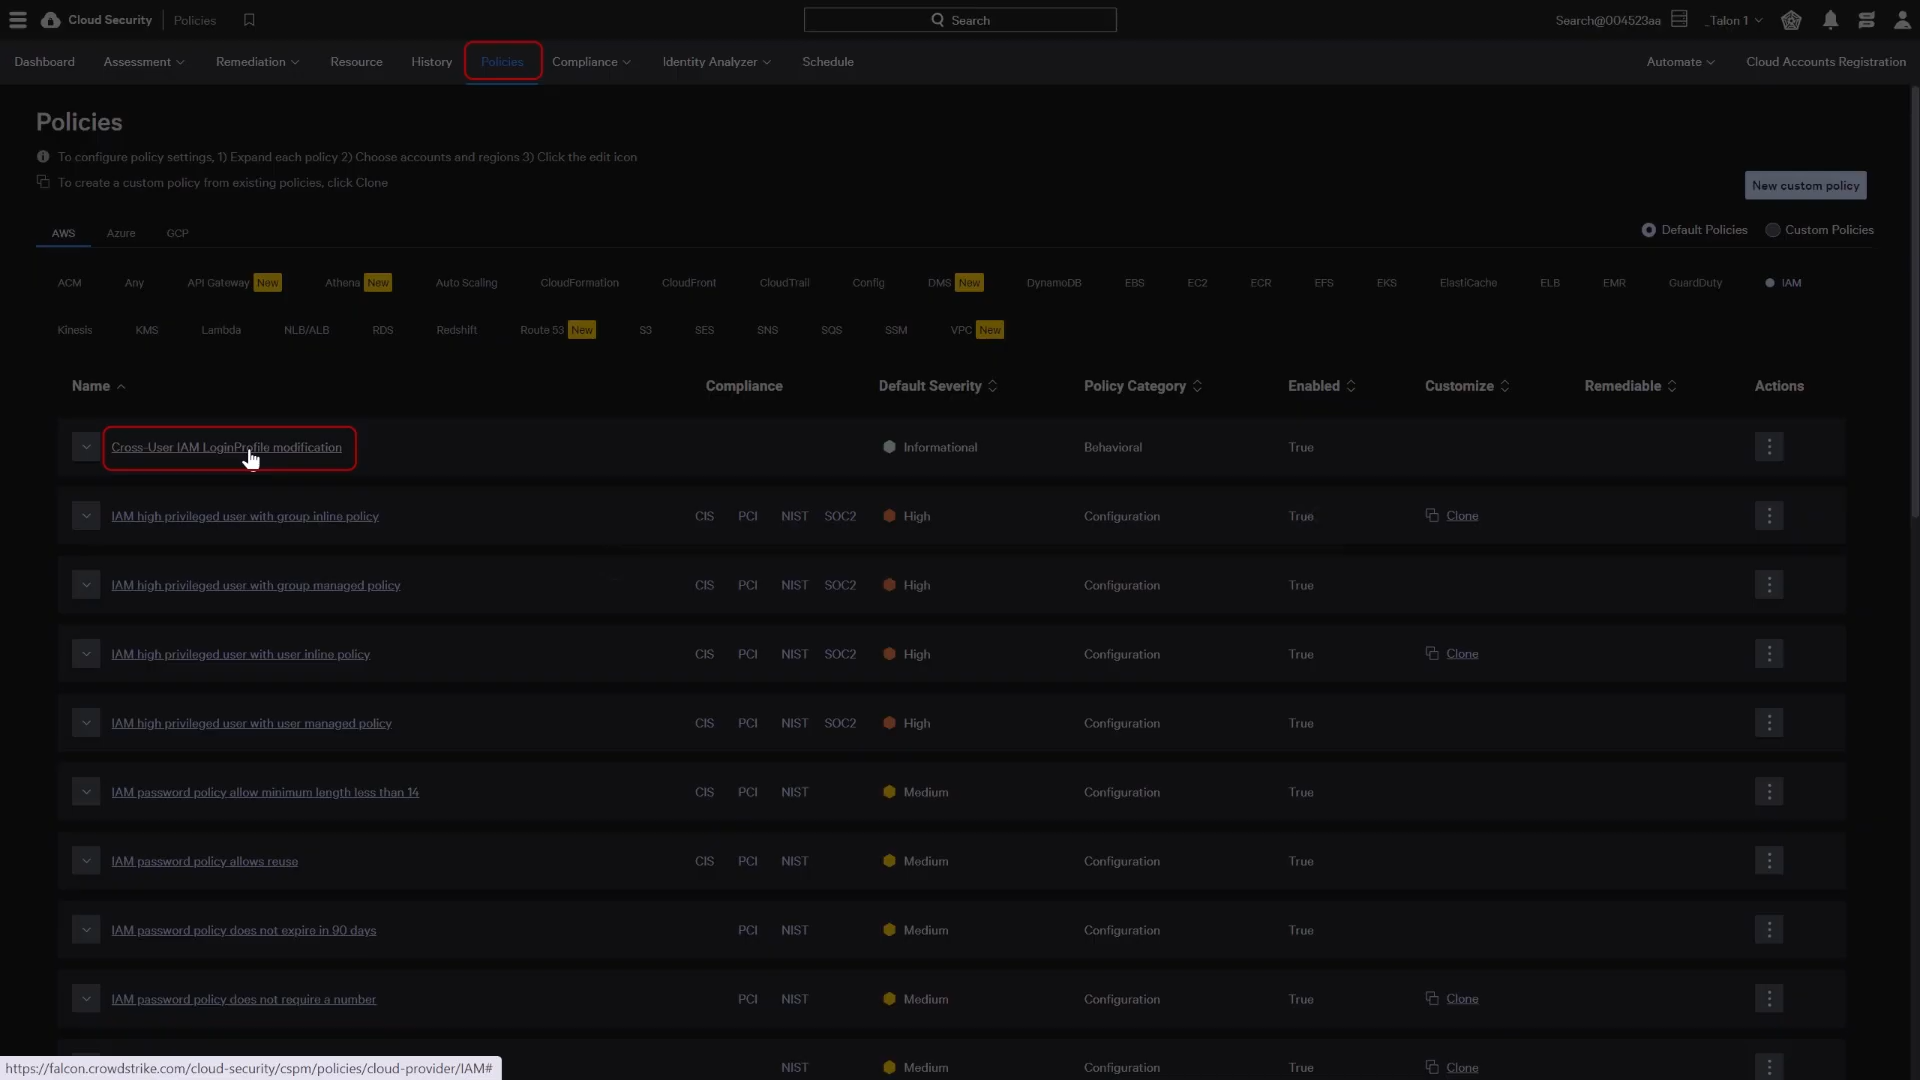 Cloud Security Policies Search Search@004523aa _Talon 1
Dashboard Assessment Remediation Resource History Policies Compliance Identity Analyzer Schedule Automate Cloud Accounts Registration
Policies
To configure policy settings, 1) Expand each policy 2) Choose accounts and regions 3) Click the edit icon
To create a custom policy from existing policies, click Clone
New custom policy
AWS Azure GCP Default Policies Custom Policies
ACM Any API Gateway New Athena New Auto Scaling CloudFormation CloudFront CloudTrail Config DMS New DynamoDB EBS EC2 ECR EFS EKS ElastiCache ELB EMR GuardDuty IAM
Kinesis KMS Lambda NLB/ALB RDS Redshift Route 53 New S3 SES SNS SQS SSM VPC New
Name Compliance Default Severity Policy Category Enabled Customize Remediable Actions
Cross-User IAM LoginProfile modification Informational Behavioral True
IAM high privileged user with group inline policy CIS PCI NIST SOC2 High Configuration True Clone
IAM high privileged user with group managed policy CIS PCI NIST SOC2 High Configuration True
IAM high privileged user with user inline policy CIS PCI NIST SOC2 High Configuration True Clone
IAM high privileged user with user managed policy CIS PCI NIST SOC2 High Configuration True
IAM password policy allow minimum length less than 14 CIS PCI NIST Medium Configuration True
IAM password policy allows reuse CIS PCI NIST Medium Configuration True
IAM password policy does not expire in 90 days PCI NIST Medium Configuration True
IAM password policy does not require a number PCI NIST Medium Configuration True Clone
NIST Medium Configuration True Clone
https://falcon.crowdstrike.com/cloud-security/cspm/policies/cloud-provider/IAM#